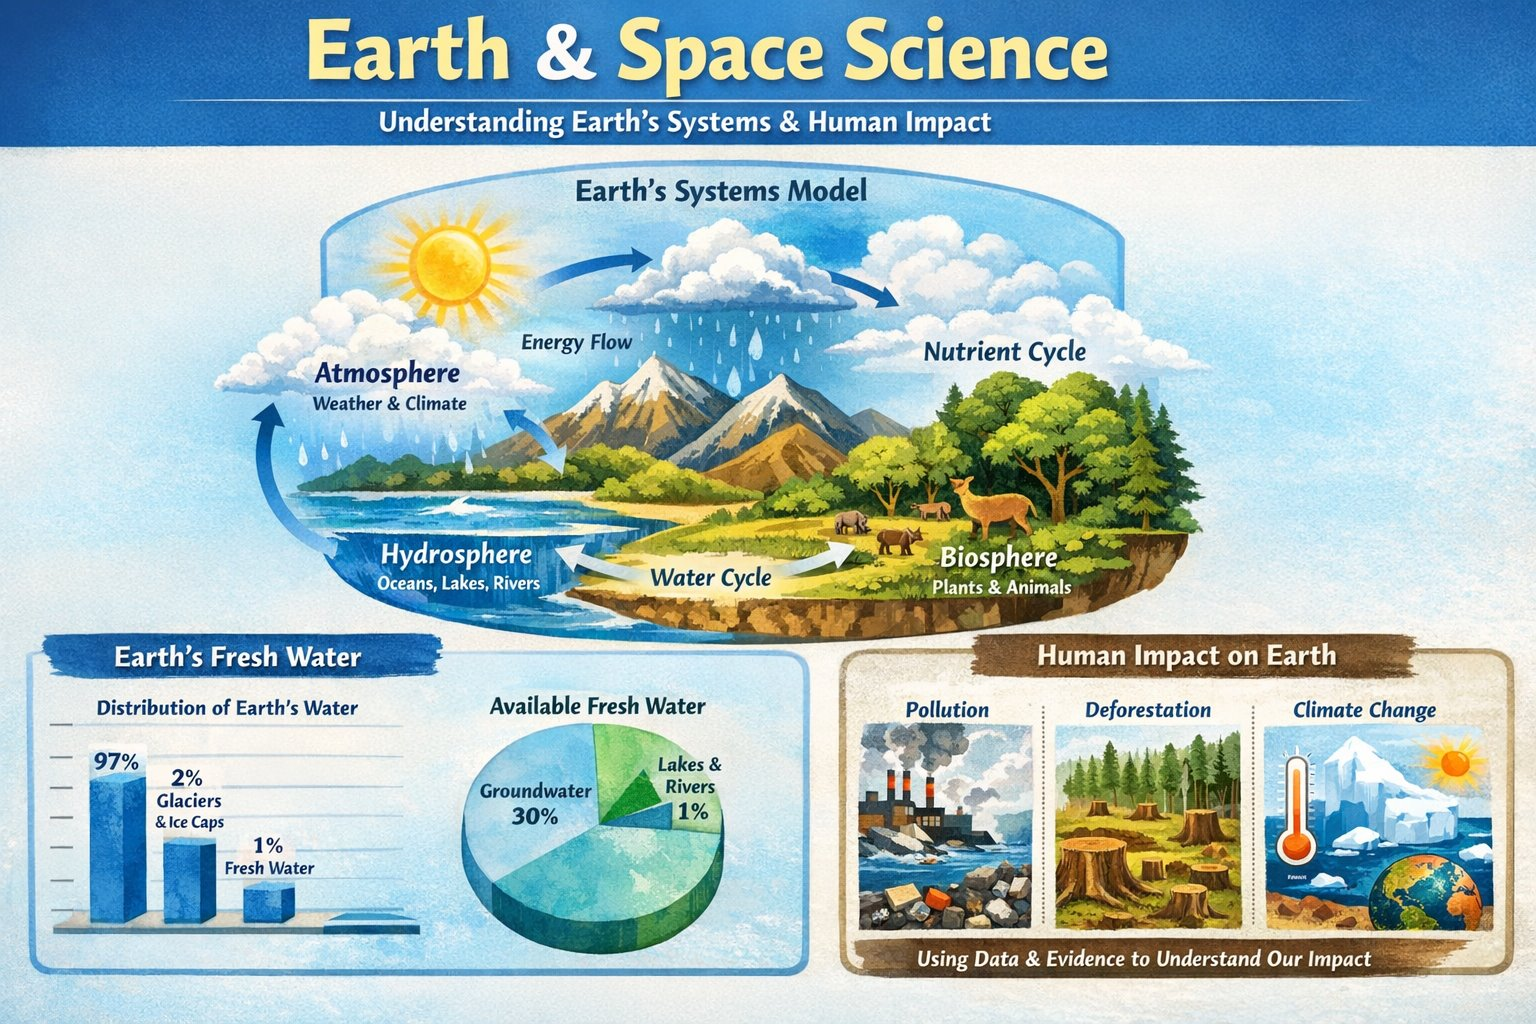 Earth & Space Science
Understanding Earth's Systems & Human Impact
Earth's Systems Model
Energy Flow
Atmosphere
Weather & Climate
Nutrient Cycle
Hydrosphere
Oceans, Lakes, Rivers
Water Cycle
Biosphere
Plants & Animals
Earth's Fresh Water
Distribution of Earth's Water
97%
2%
Glaciers
& Ice Caps
1%
Fresh Water
Available Fresh Water
Groundwater
30%
Lakes &
Rivers
1%
Human Impact on Earth
Pollution
Deforestation
Climate Change
Using Data & Evidence to Understand Our Impact